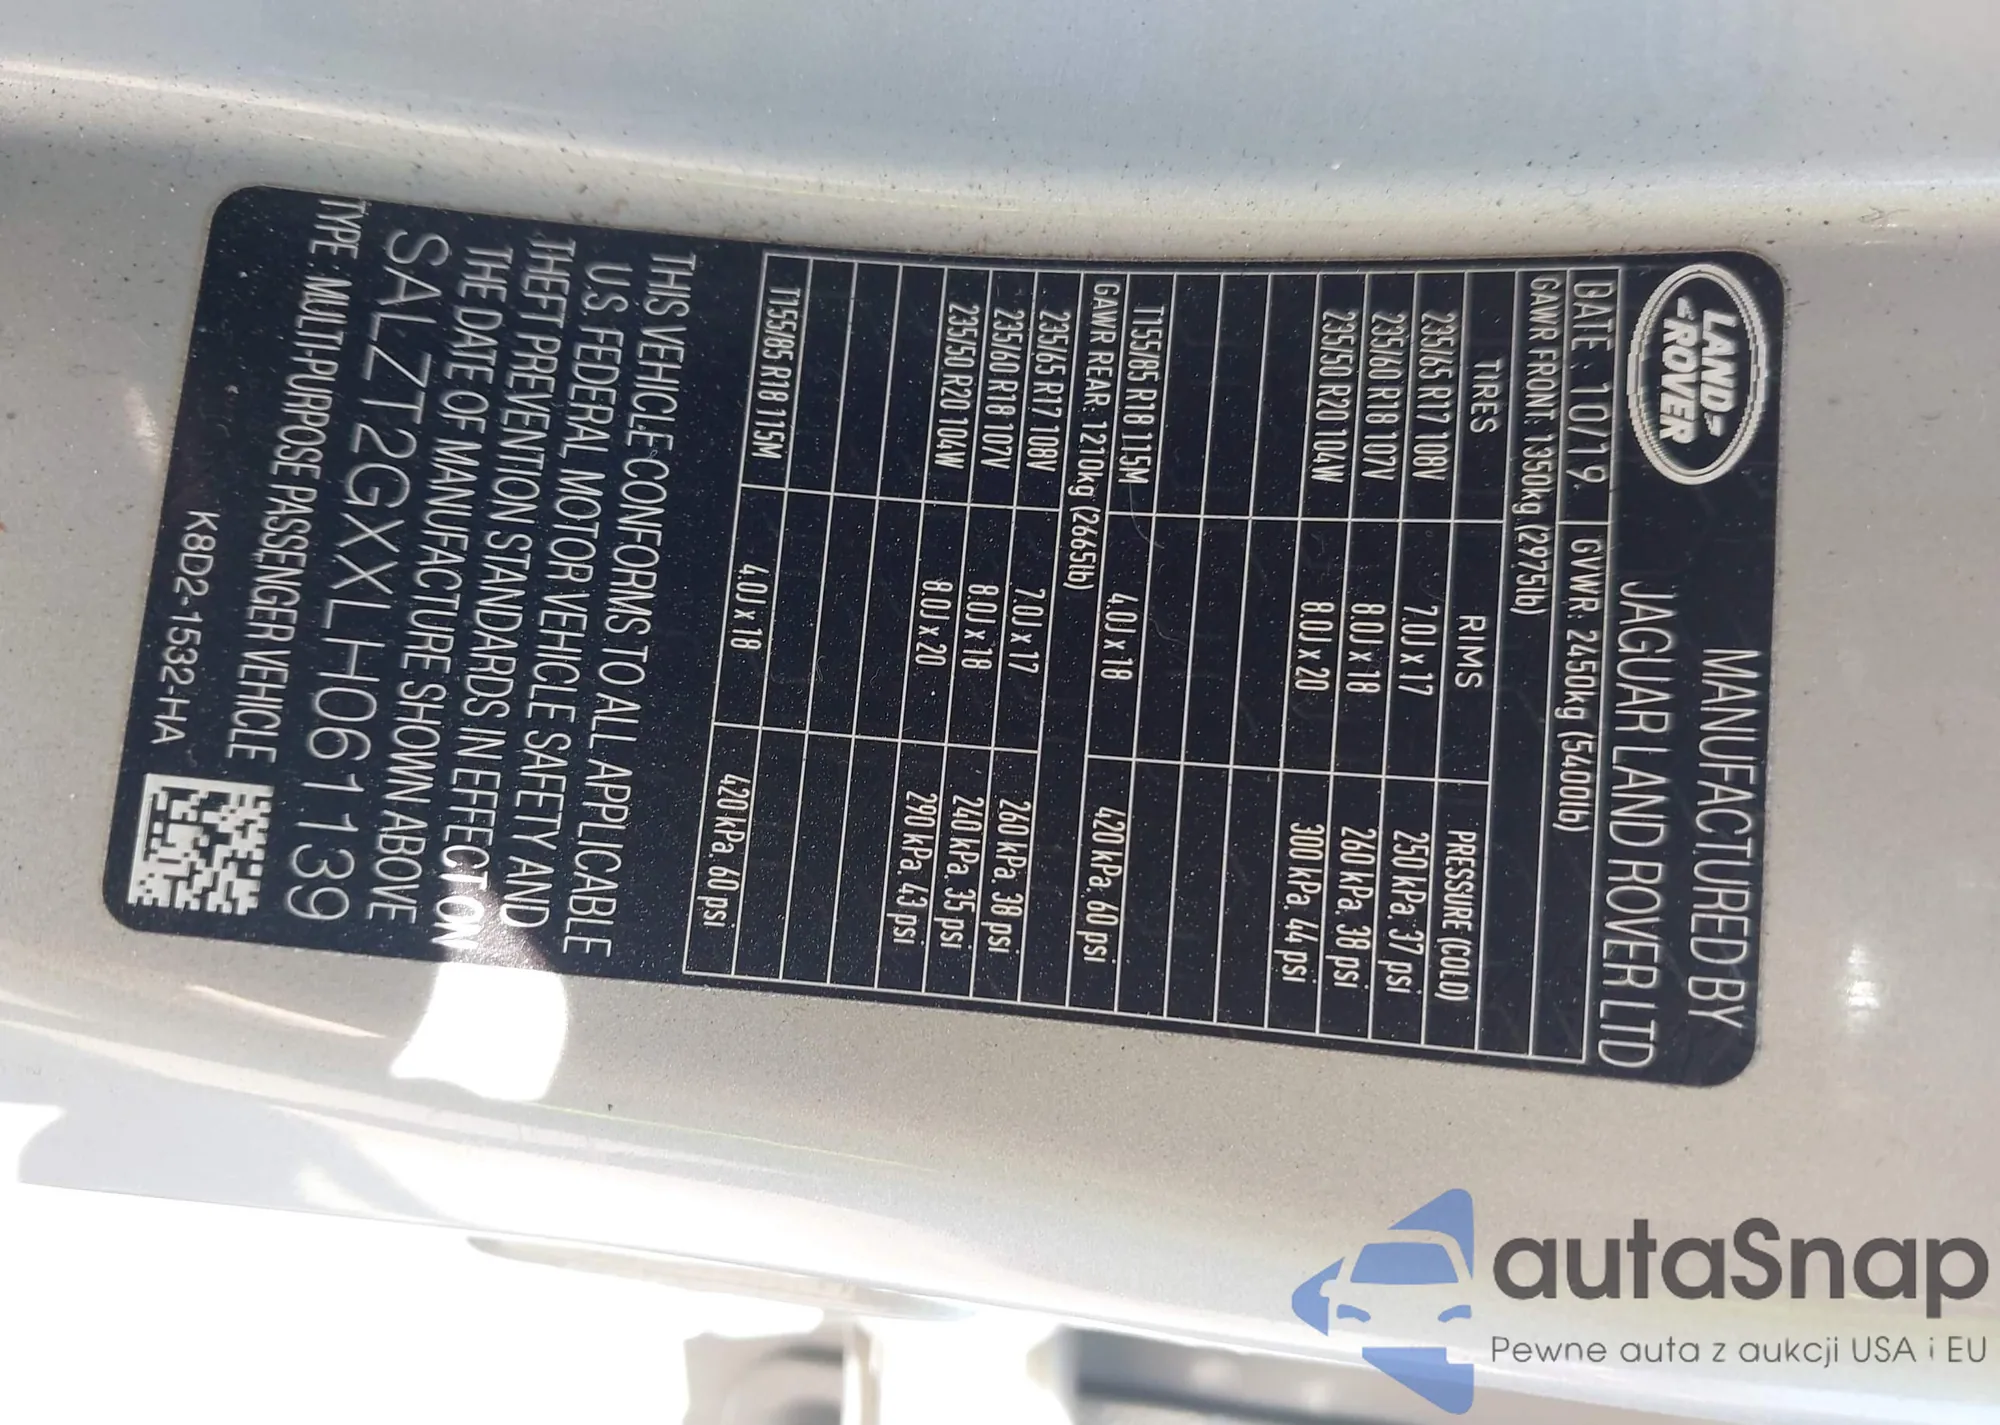 LAND-
-ROVER
MANUFACTURED BY
JAGUAR LAND ROVER LTD
DATE : 10/19 GVWR: 2450kg (5400lb)
GAWR FRONT: 1350kg (2975lb)
TIRES RIMS PRESSURE (COLD)
235/65 R17 108V 7.0J x 17 250 kPa. 37 psi
235/60 R18 107V 8.0J x 18 260 kPa. 38 psi
235/50 R20 104W 8.0J x 20 300 kPa. 44 psi
T155/85 R18 115M 4.0J x 18 420 kPa. 60 psi
GAWR REAR: 1210kg (2665lb)
235/65 R17 108V 7.0J x 17 260 kPa. 38 psi
235/60 R18 107V 8.0J x 18 240 kPa. 35 psi
235/50 R20 104W 8.0J x 20 290 kPa. 43 psi
T155/85 R18 115M 4.0J x 18 420 kPa. 60 psi
THIS VEHICLE CONFORMS TO ALL APPLICABLE
U.S. FEDERAL MOTOR VEHICLE SAFETY AND
THEFT PREVENTION STANDARDS IN EFFECT ON
THE DATE OF MANUFACTURE SHOWN ABOVE
SALZT2GXXLH061139
TYPE MULTI-PURPOSE PASSENGER VEHICLE
K8D2-1532-HA
autaSnap
Pewne auta z aukcji USA i EU